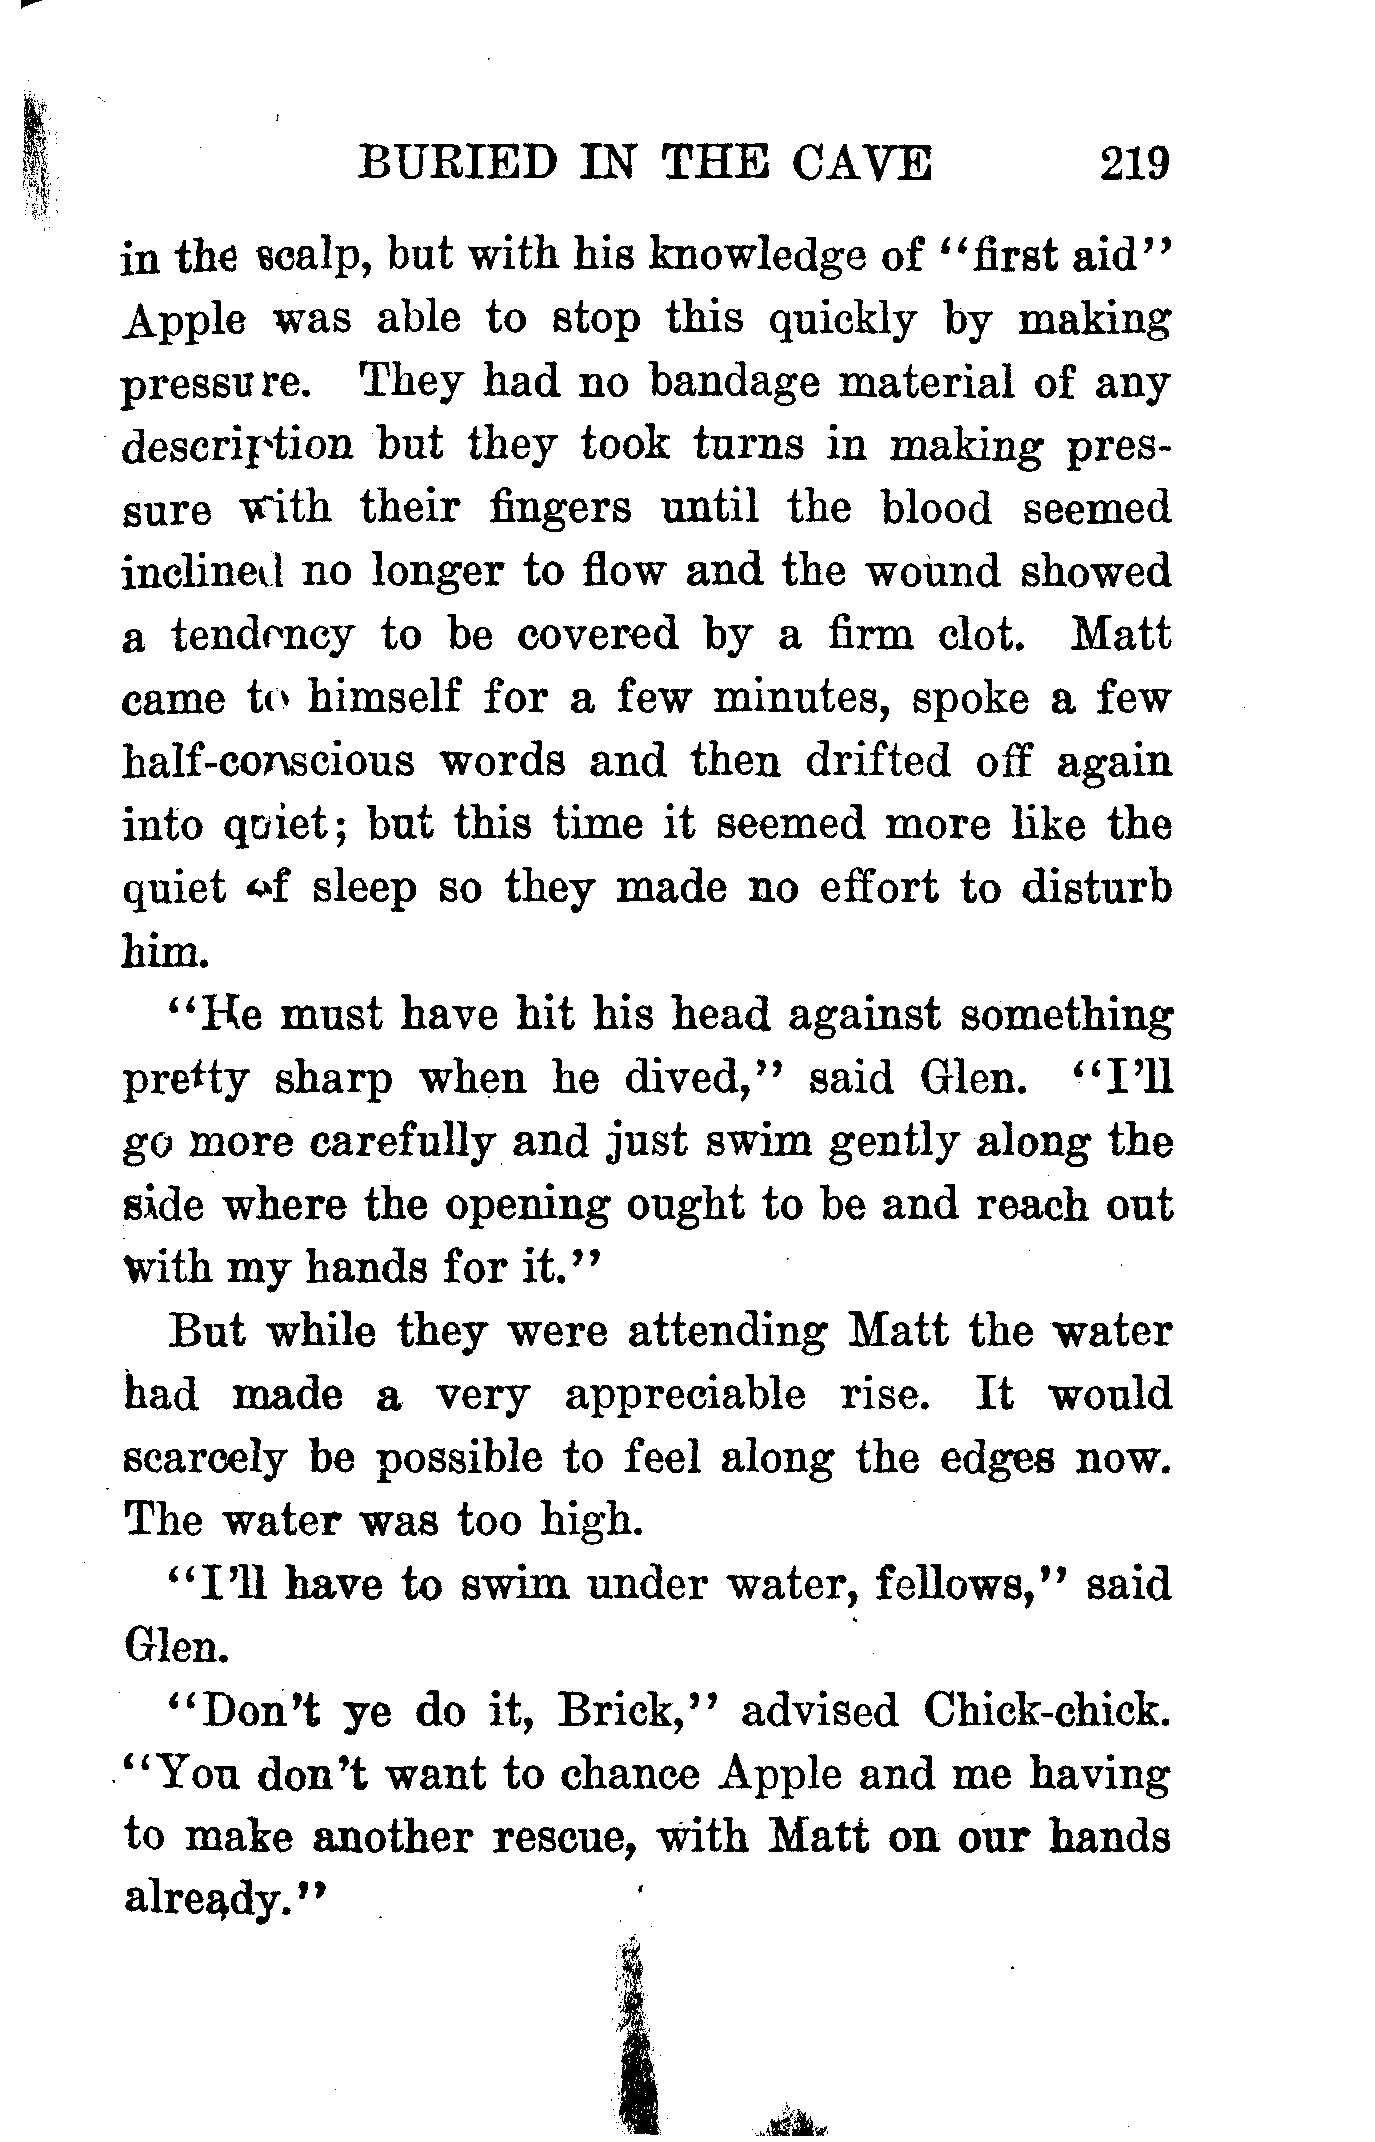 BURIED IN THE CAVE 219
in the scalp, but with his knowledge of "first aid"
Apple was able to stop this quickly by making
pressure. They had no bandage material of any
description but they took turns in making pres-
sure with their fingers until the blood seemed
inclined no longer to flow and the wound showed
a tendency to be covered by a firm clot. Matt
came to himself for a few minutes, spoke a few
half-conscious words and then drifted off again
into quiet; but this time it seemed more like the
quiet of sleep so they made no effort to disturb
him.
"He must have hit his head against something
pretty sharp when he dived," said Glen. "I'll
go more carefully and just swim gently along the
side where the opening ought to be and reach out
with my hands for it."
But while they were attending Matt the water
had made a very appreciable rise. It would
scarcely be possible to feel along the edges now.
The water was too high.
"I'll have to swim under water, fellows," said
Glen.
"Don't ye do it, Brick," advised Chick-chick.
"You don't want to chance Apple and me having
to make another rescue, with Matt on our hands
already."